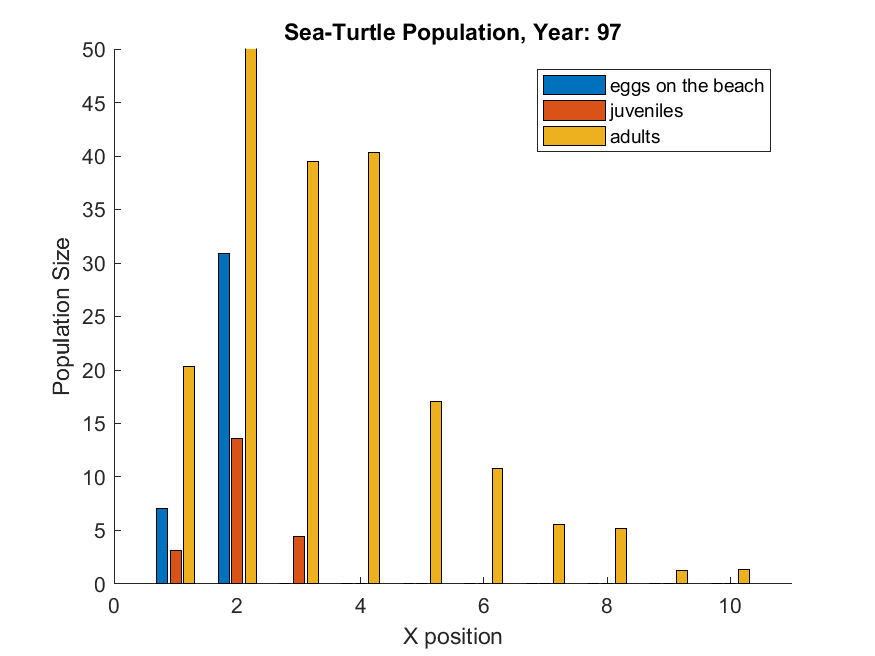 Sea-Turtle Population, Year: 97
eggs on the beach
juveniles
adults
Population Size
50
45
40
35
30
25
20
15
10
5
0
0 2 4 6 8 10
X position